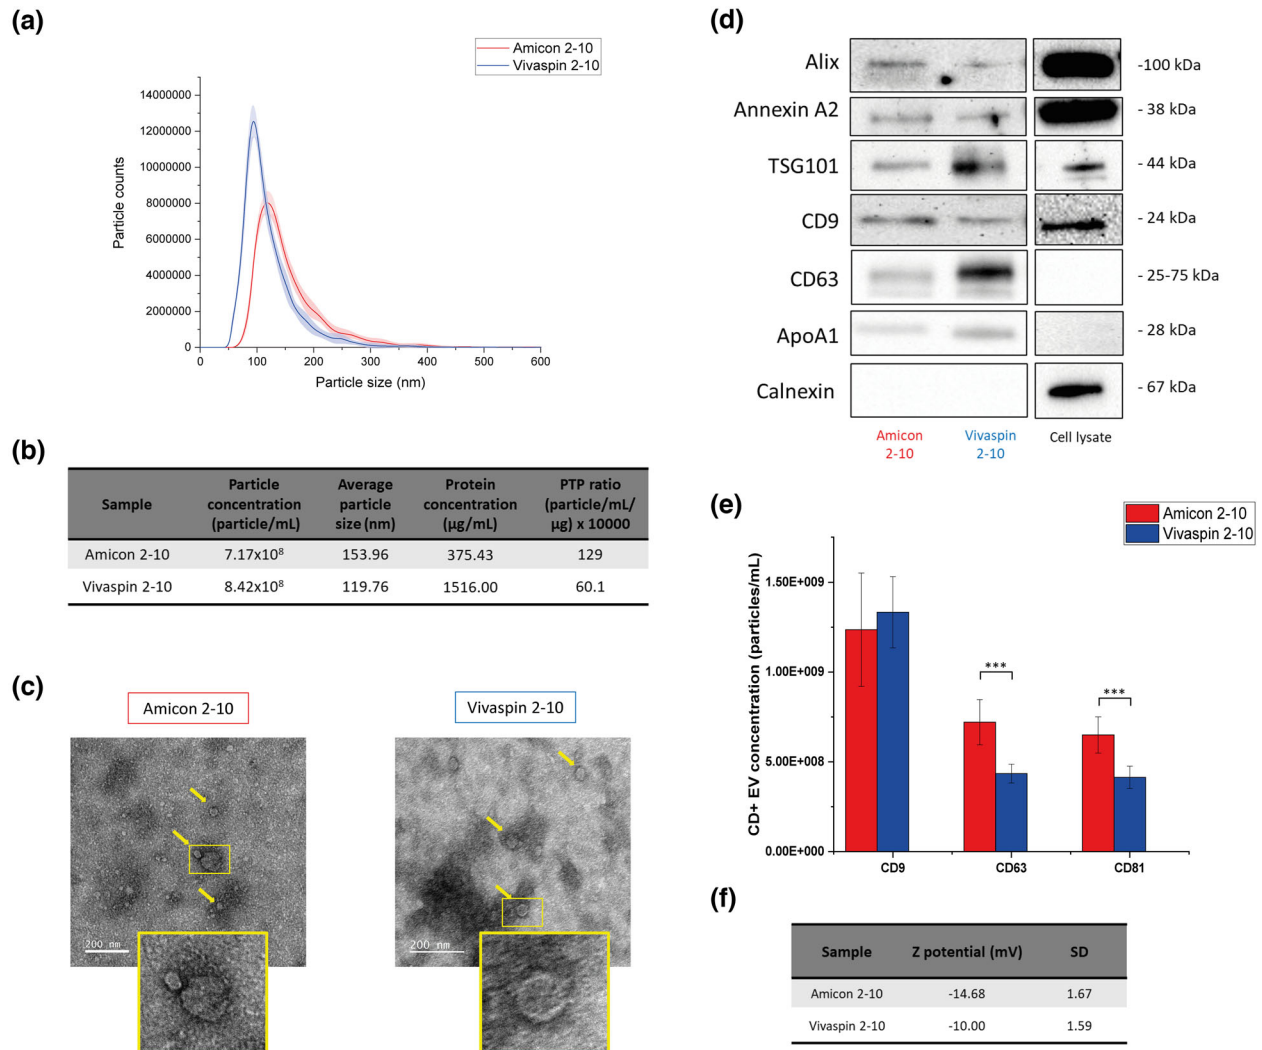 (a)
Amicon 2-10
Vivaspin 2-10
14000000
12000000
10000000
8000000
6000000
4000000
2000000
0
Particle counts
0 100 200 300 400 500 600
Particle size (nm)
(b)
Sample Particle concentration (particle/mL) Average particle size (nm) Protein concentration (µg/mL) PTP ratio (particle/mL/µg) x 10000
Amicon 2-10 7.17x10⁸ 153.96 375.43 129
Vivaspin 2-10 8.42x10⁸ 119.76 1516.00 60.1
(c)
Amicon 2-10
Vivaspin 2-10
200 nm
200 nm
(d)
Alix -100 kDa
Annexin A2 - 38 kDa
TSG101 - 44 kDa
CD9 - 24 kDa
CD63 - 25-75 kDa
ApoA1 - 28 kDa
Calnexin - 67 kDa
Amicon 2-10 Vivaspin 2-10 Cell lysate
(e)
Amicon 2-10
Vivaspin 2-10
CD+ EV concentration (particles/mL)
1.50E+009
1.00E+009
5.00E+008
0.00E+000
***
***
CD9 CD63 CD81
(f)
Sample Z potential (mV) SD
Amicon 2-10 -14.68 1.67
Vivaspin 2-10 -10.00 1.59